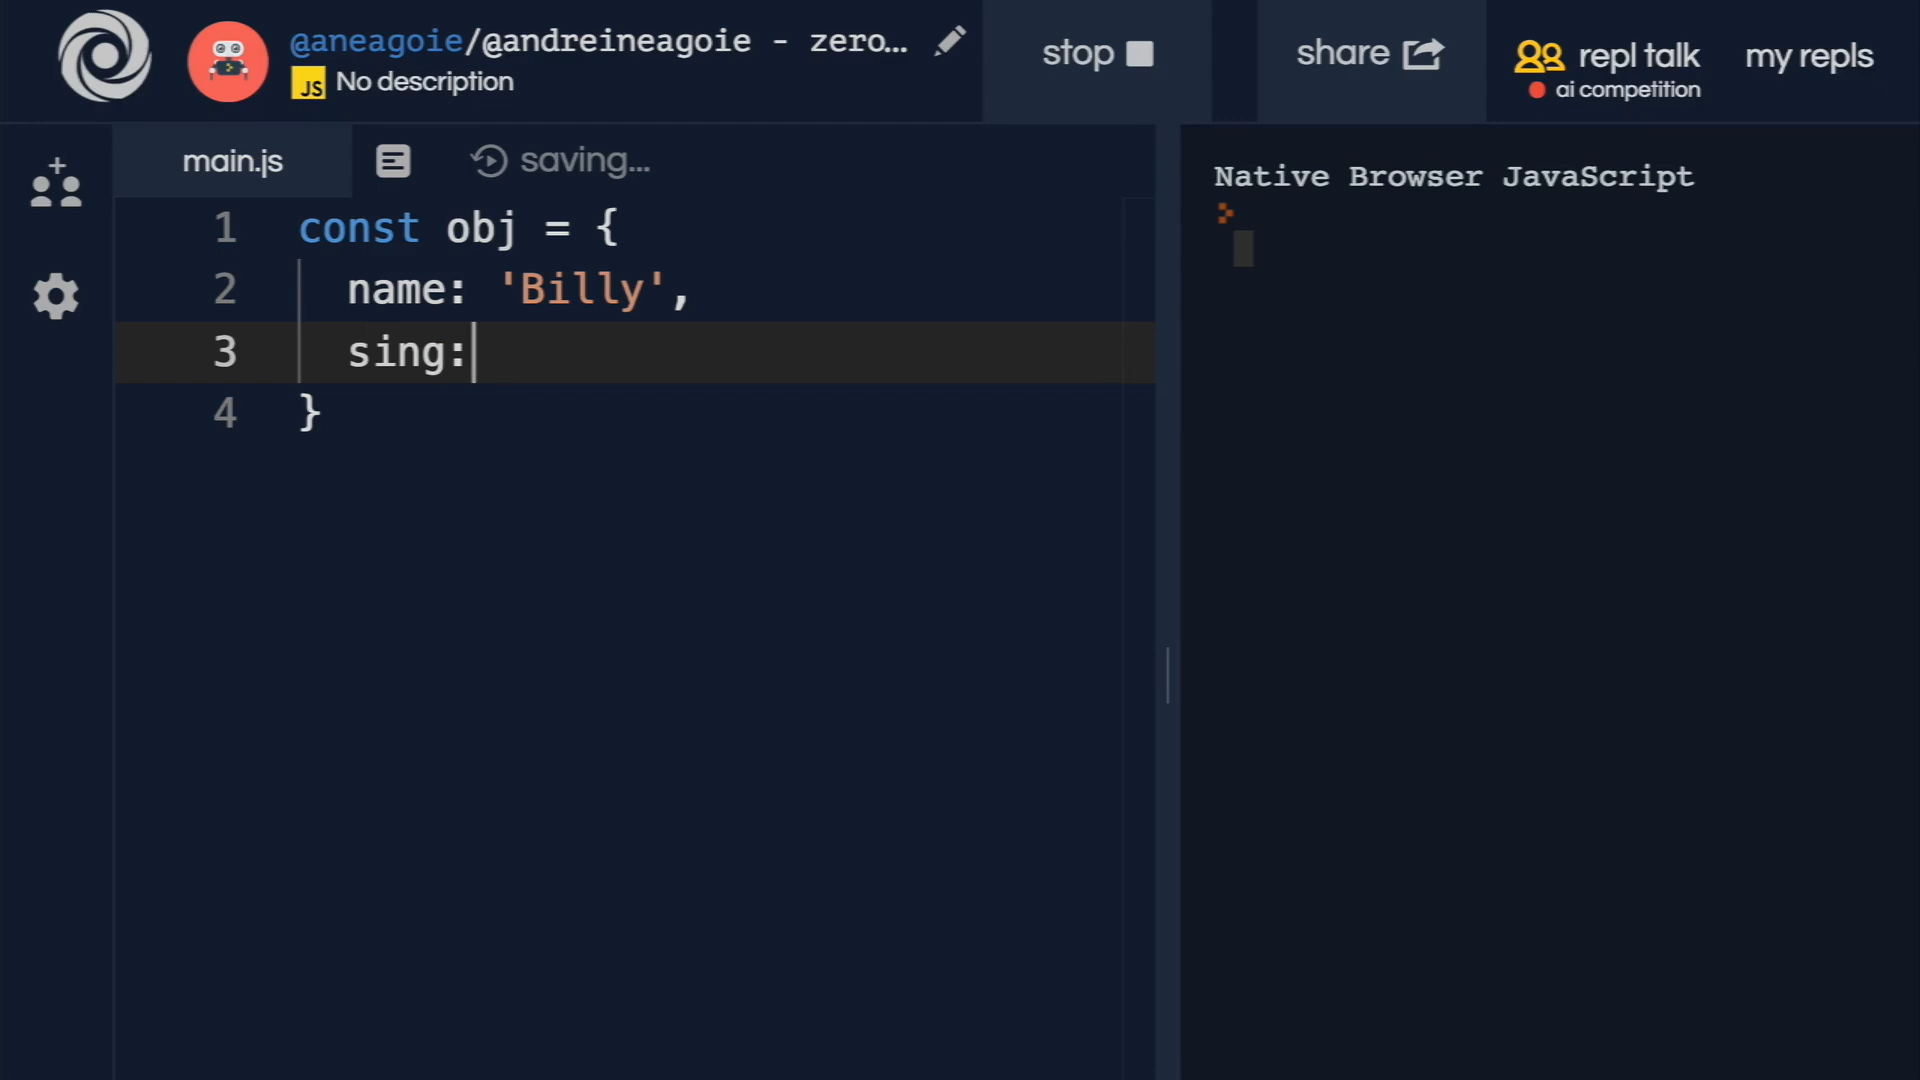 @aneagoie/@andreineagoie - zero...
JS No description
stop
share
repl talk
ai competition
my repls
main.js
saving...
1 const obj = {
2 name: 'Billy',
3 sing:
4 }
Native Browser JavaScript